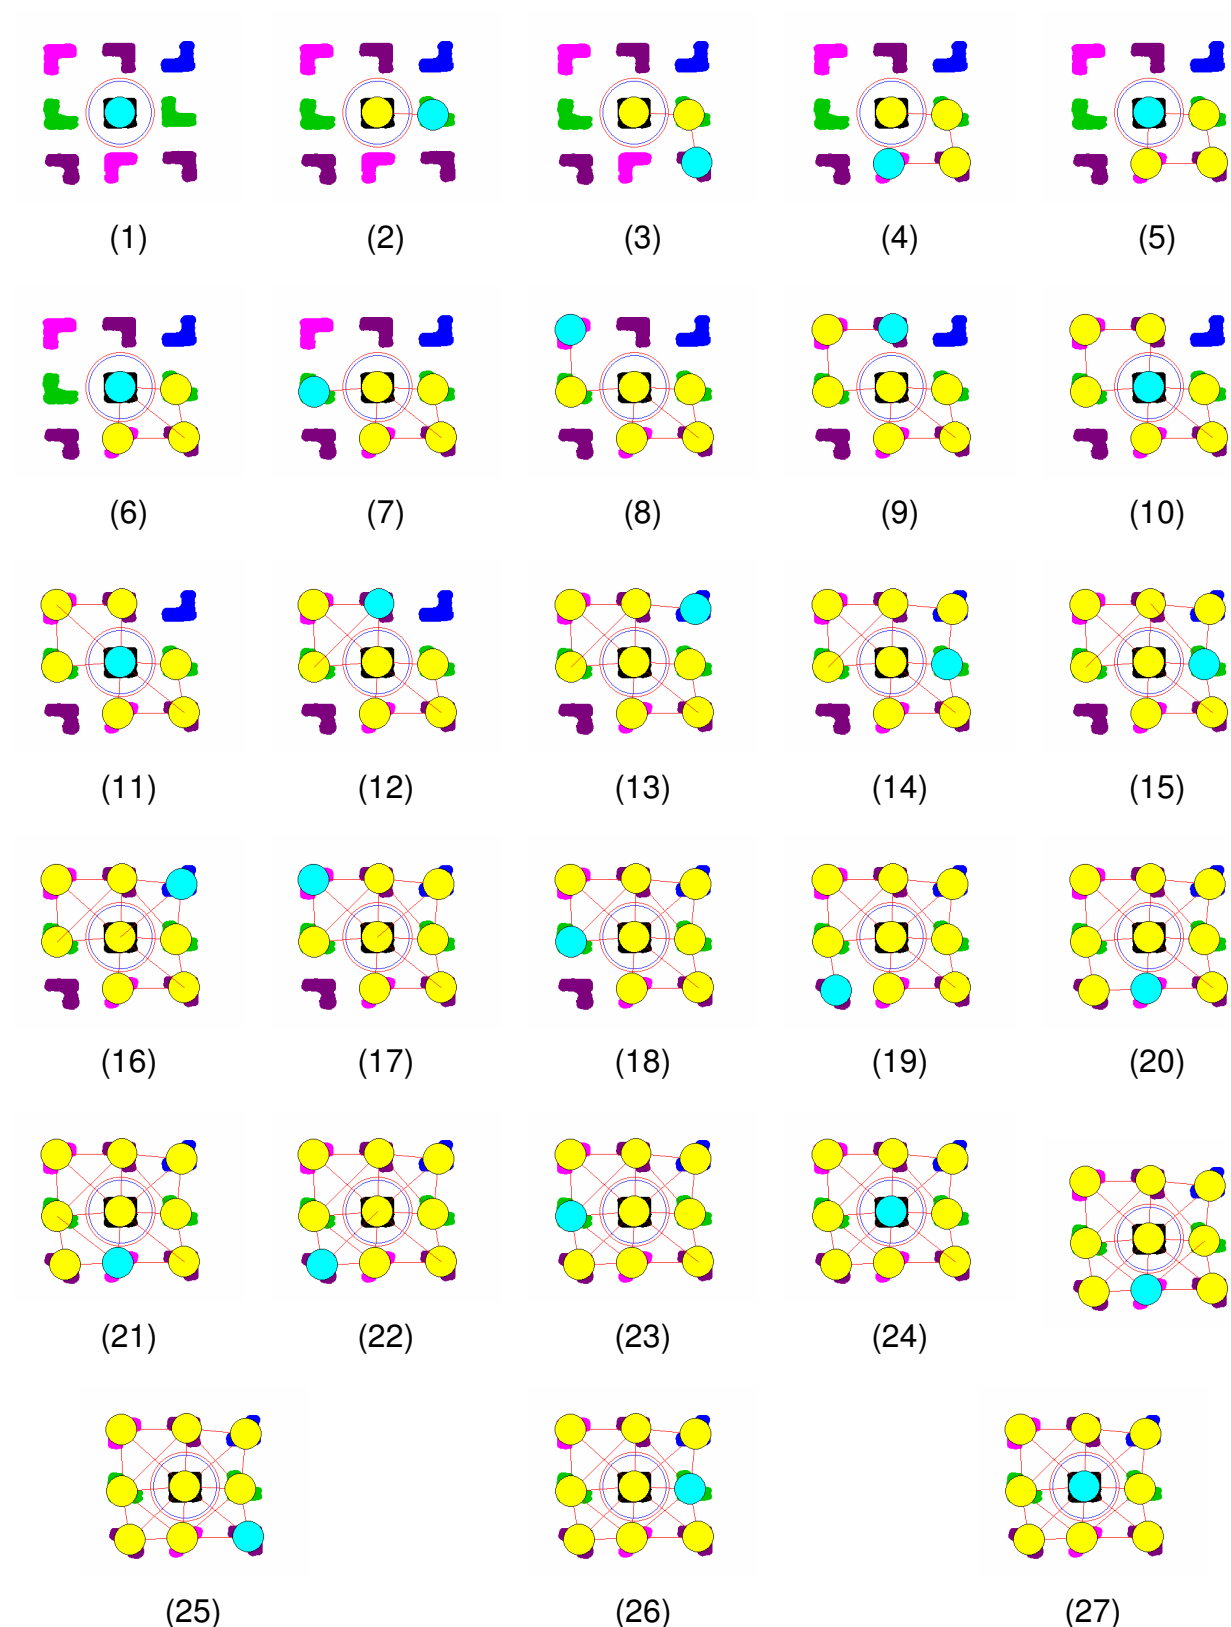 (1) (2) (3) (4) (5)
(6) (7) (8) (9) (10)
(11) (12) (13) (14) (15)
(16) (17) (18) (19) (20)
(21) (22) (23) (24)
(25) (26) (27)